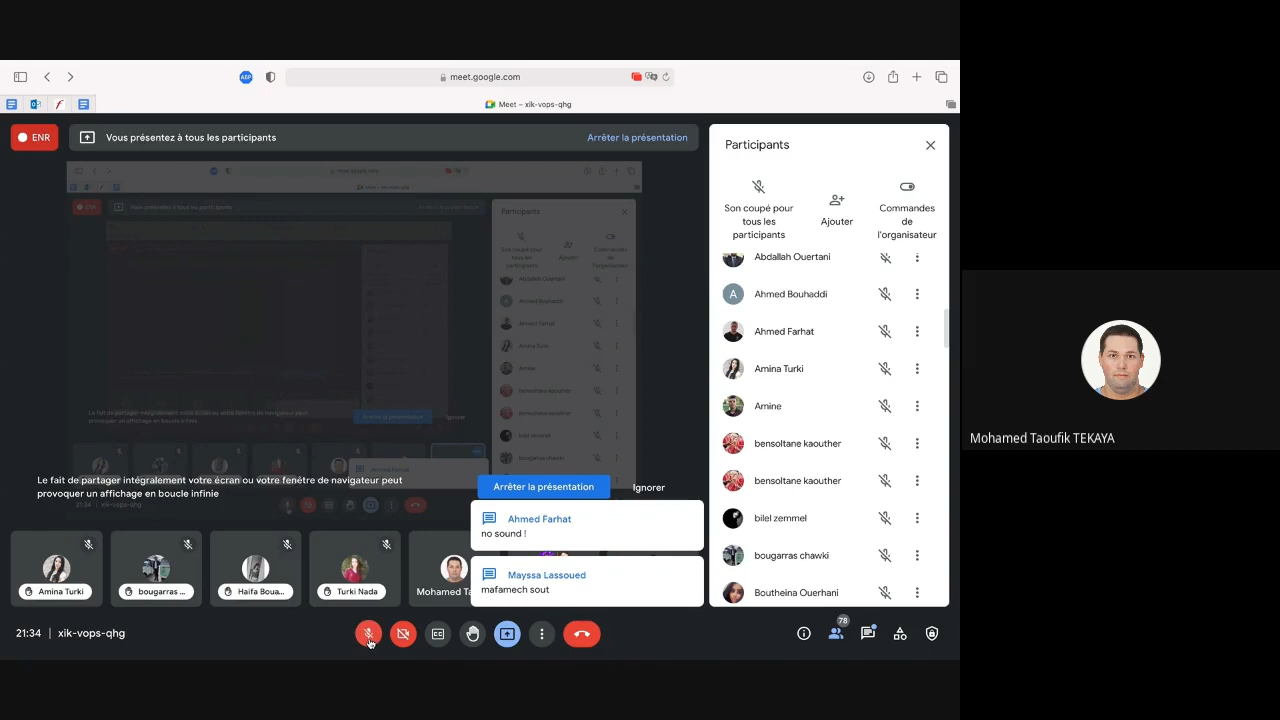 meet.google.com
Meet – xik-vops-qhg
ENR
Vous présentez à tous les participants
Arrêter la présentation
Participants
Son coupé pour
tous les
participants
Ajouter
Commandes
de
l'organisateur
Abdallah Ouertani
A
Ahmed Bouhaddi
Ahmed Farhat
Amina Turki
Amine
bensoltane kaouther
bensoltane kaouther
bilel zemmel
bougarras chawki
Boutheina Ouerhani
Le fait de partager intégralement votre écran ou votre fenêtre de navigateur peut
provoquer un affichage en boucle infinie
Arrêter la présentation
Ignorer
Ahmed Farhat
no sound !
Mayssa Lassoued
mafamech sout
Amina Turki
bougarras ...
Haifa Boua...
Turki Nada
Mohamed Ta
21:34 | xik-vops-qhg
78
Mohamed Taoufik TEKAYA